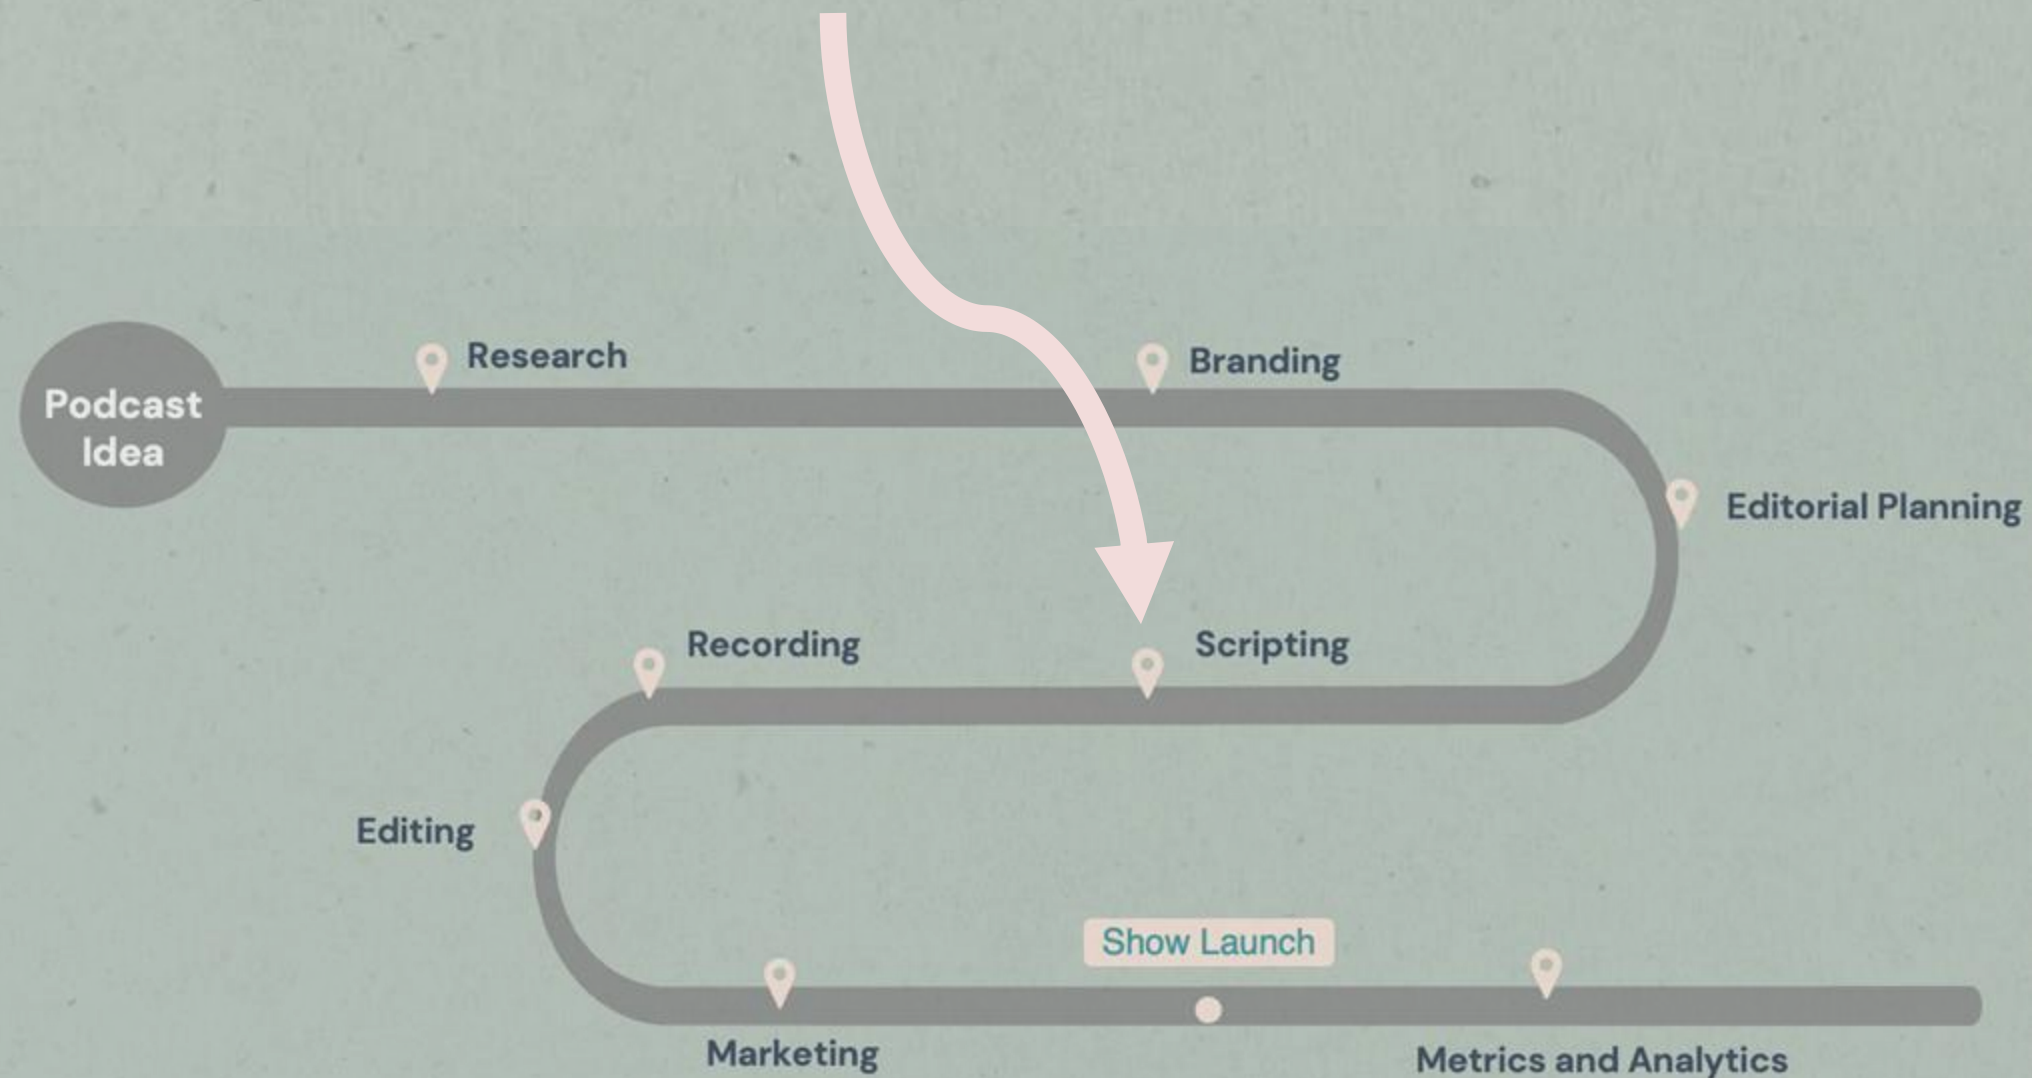 Research
Branding
Podcast
Idea
Editorial Planning
Recording
Scripting
Editing
Show Launch
Marketing
Metrics and Analytics